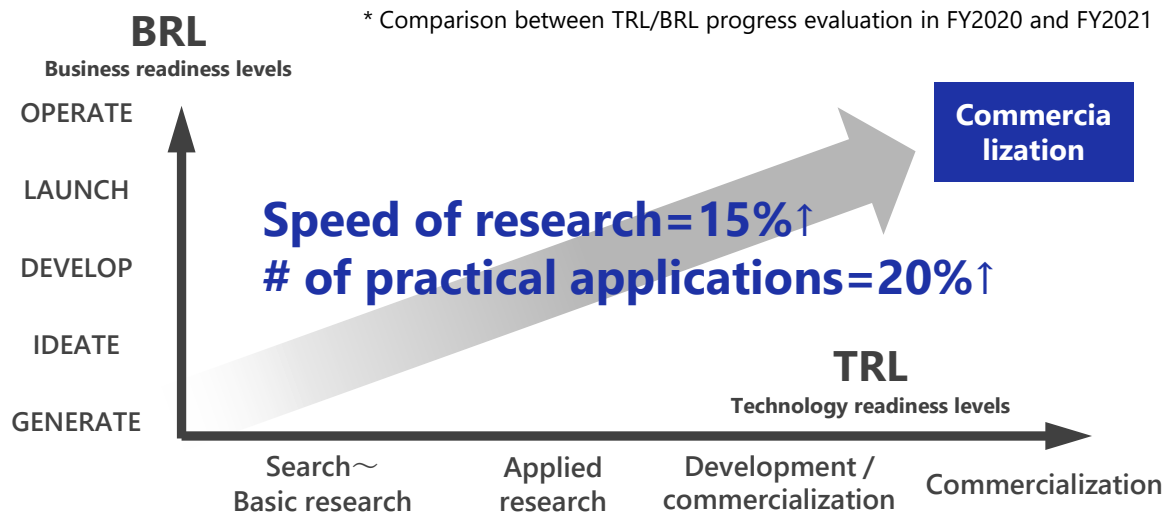 * Comparison between TRL/BRL progress evaluation in FY2020 and FY2021
BRL
Business readiness levels
OPERATE
LAUNCH
DEVELOP
IDEATE
GENERATE
Commercia
lization
Speed of research=15%↑
# of practical applications=20%↑
TRL
Technology readiness levels
Search～
Basic research
Applied
research
Development /
commercialization
Commercialization